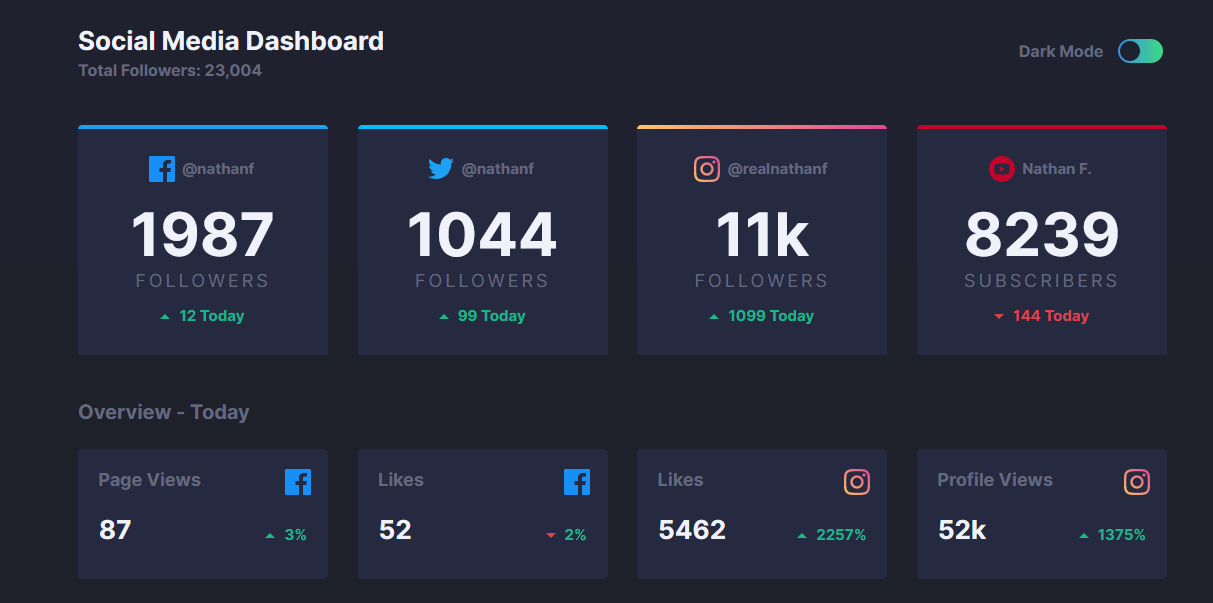 Social Media Dashboard
Total Followers: 23,004
Dark Mode
@nathanf
1987
FOLLOWERS
12 Today
@nathanf
1044
FOLLOWERS
99 Today
@realnathanf
11k
FOLLOWERS
1099 Today
Nathan F.
8239
SUBSCRIBERS
144 Today
Overview - Today
Page Views
87
3%
Likes
52
2%
Likes
5462
2257%
Profile Views
52k
1375%